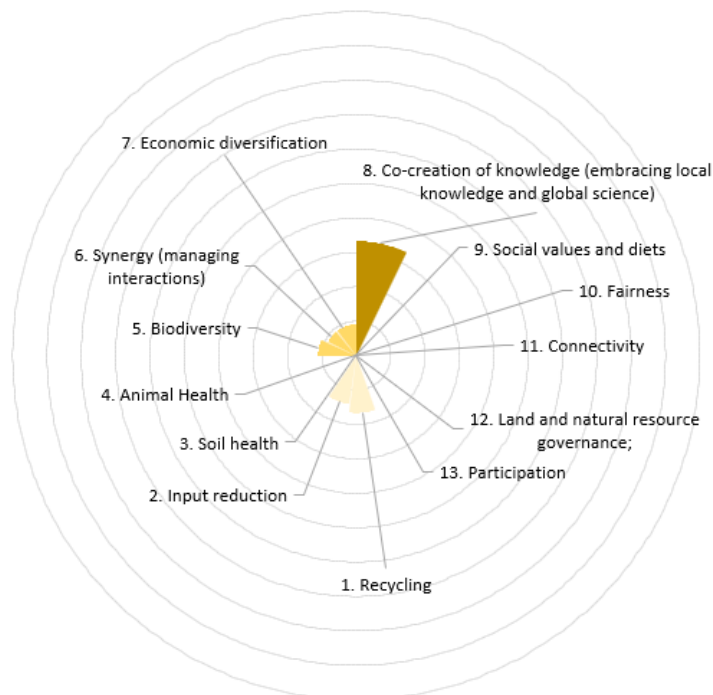 7. Economic diversification
8. Co-creation of knowledge (embracing local
knowledge and global science)
6. Synergy (managing
interactions)
9. Social values and diets
10. Fairness
5. Biodiversity
11. Connectivity
4. Animal Health
12. Land and natural resource
governance;
3. Soil health
13. Participation
2. Input reduction
1. Recycling